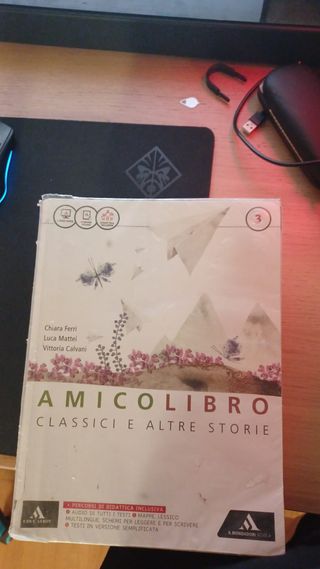 3
Chiara Ferri
Luca Mattei
Vittoria Calvani
AMICOLIBRO
CLASSICI E ALTRE STORIE
• PERCORSI DI DIDATTICA INCLUSIVA
• AUDIO DI TUTTI I TESTI • MAPPE, LESSICO
MULTILINGUE, SCHEMI PER LEGGERE E PER SCRIVERE
• TESTI IN VERSIONE SEMPLIFICATA
A. MONDADORI SCUOLA